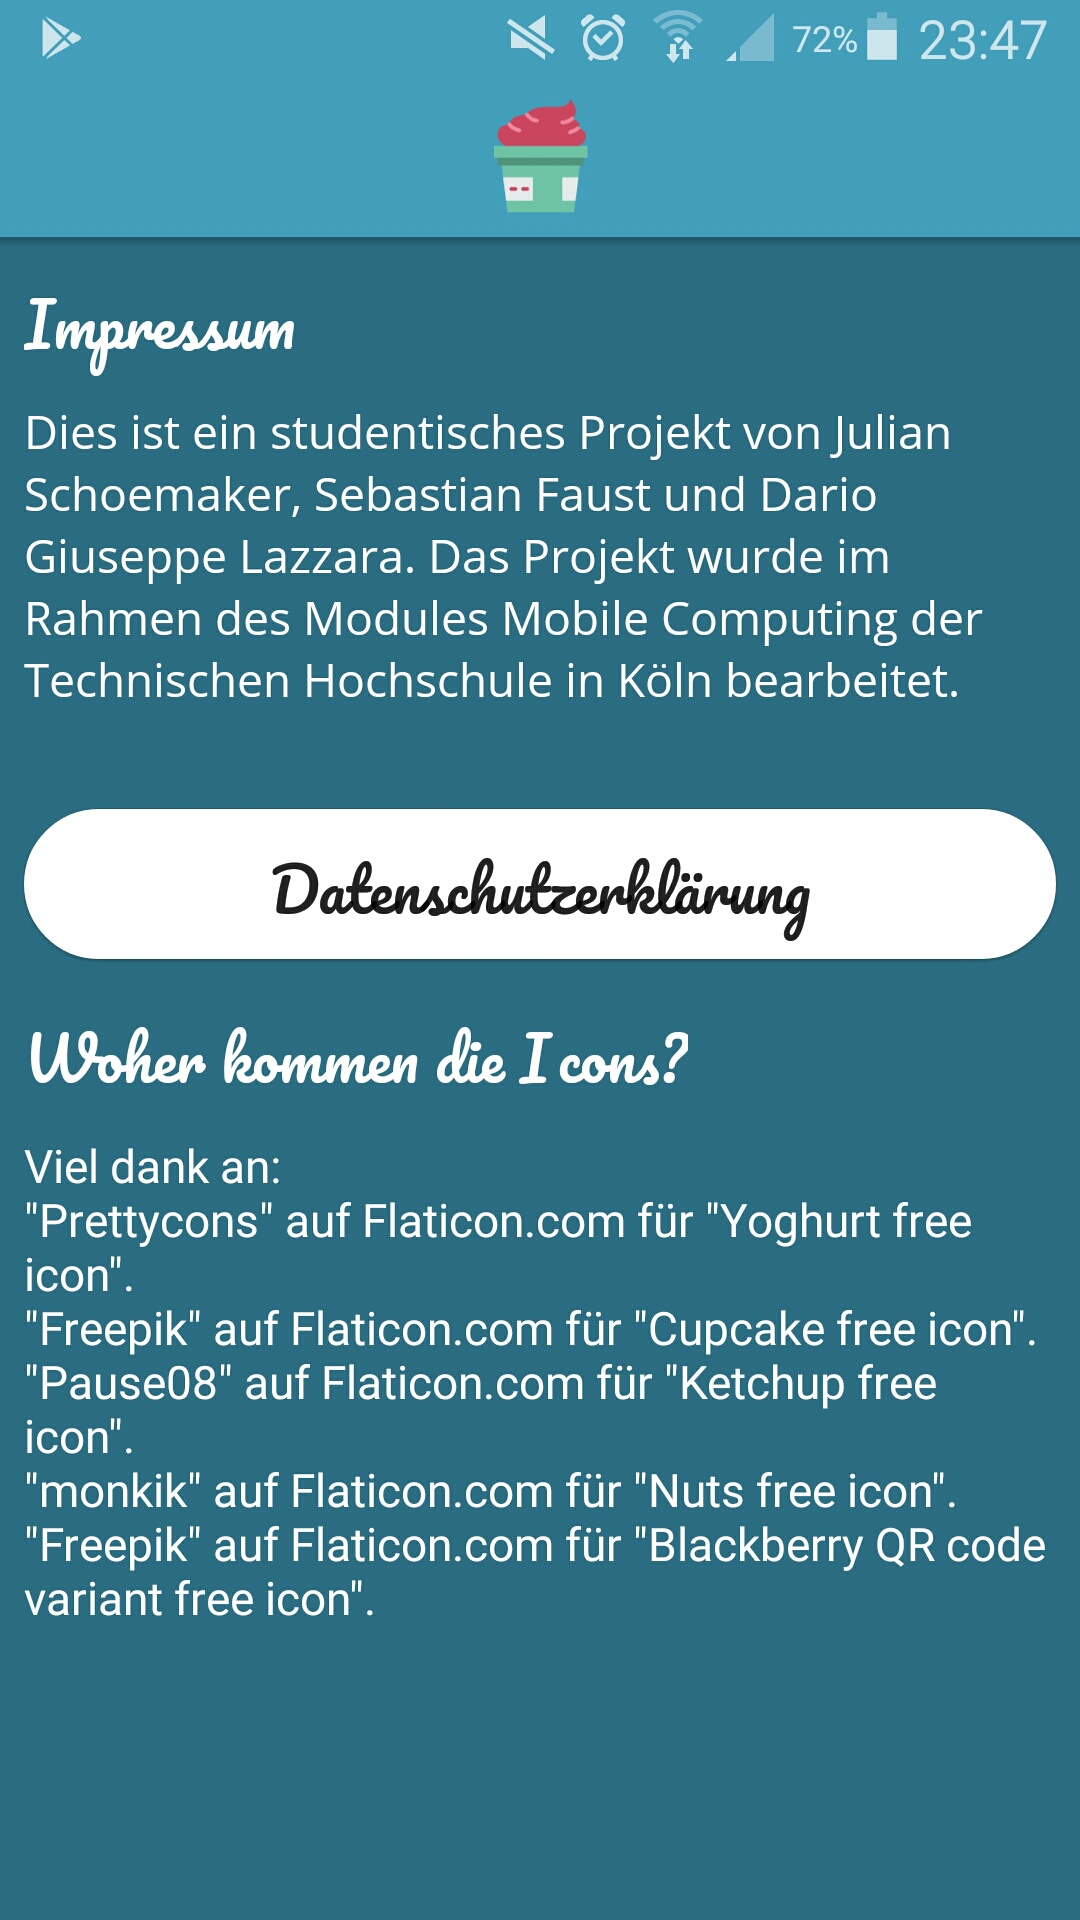 72% 23:47
Impressum
Dies ist ein studentisches Projekt von Julian
Schoemaker, Sebastian Faust und Dario
Giuseppe Lazzara. Das Projekt wurde im
Rahmen des Modules Mobile Computing der
Technischen Hochschule in Köln bearbeitet.
Datenschutzerklärung
Woher kommen die Icons?
Viel dank an:
"Prettycons" auf Flaticon.com für "Yoghurt free
icon".
"Freepik" auf Flaticon.com für "Cupcake free icon".
"Pause08" auf Flaticon.com für "Ketchup free
icon".
"monkik" auf Flaticon.com für "Nuts free icon".
"Freepik" auf Flaticon.com für "Blackberry QR code
variant free icon".